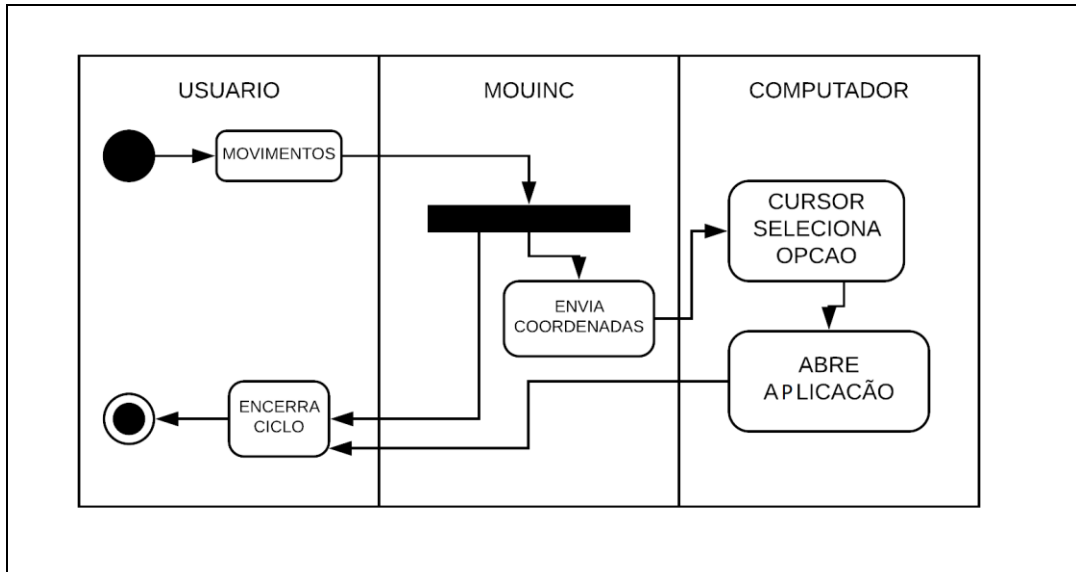 USUARIO
MOUINC
COMPUTADOR
MOVIMENTOS
CURSOR
SELECIONA
OPCAO
ENVIA
COORDENADAS
ABRE
APLICACÃO
ENCERRA
CICLO